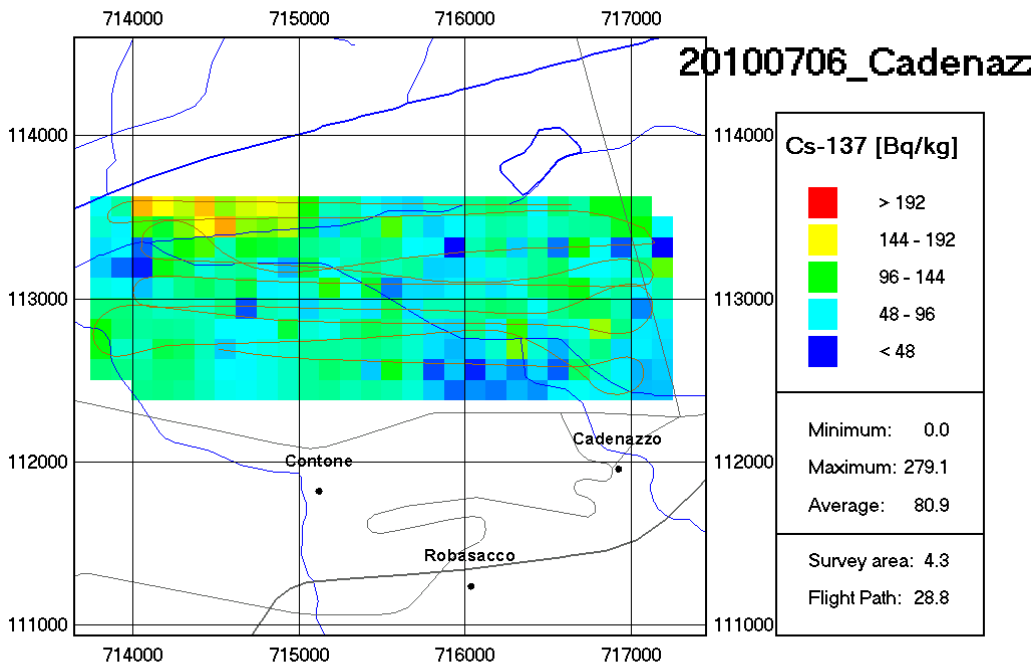 714000 715000 716000 717000
20100706_Cadenazz
114000 114000
Cs-137 [Bq/kg]
> 192
144 - 192
96 - 144
48 - 96
< 48
113000 113000
Minimum: 0.0
Maximum: 279.1
Average: 80.9
Cadenazzo
112000 112000
Contone
Robasacco
Survey area: 4.3
Flight Path: 28.8
111000 111000
714000 715000 716000 717000